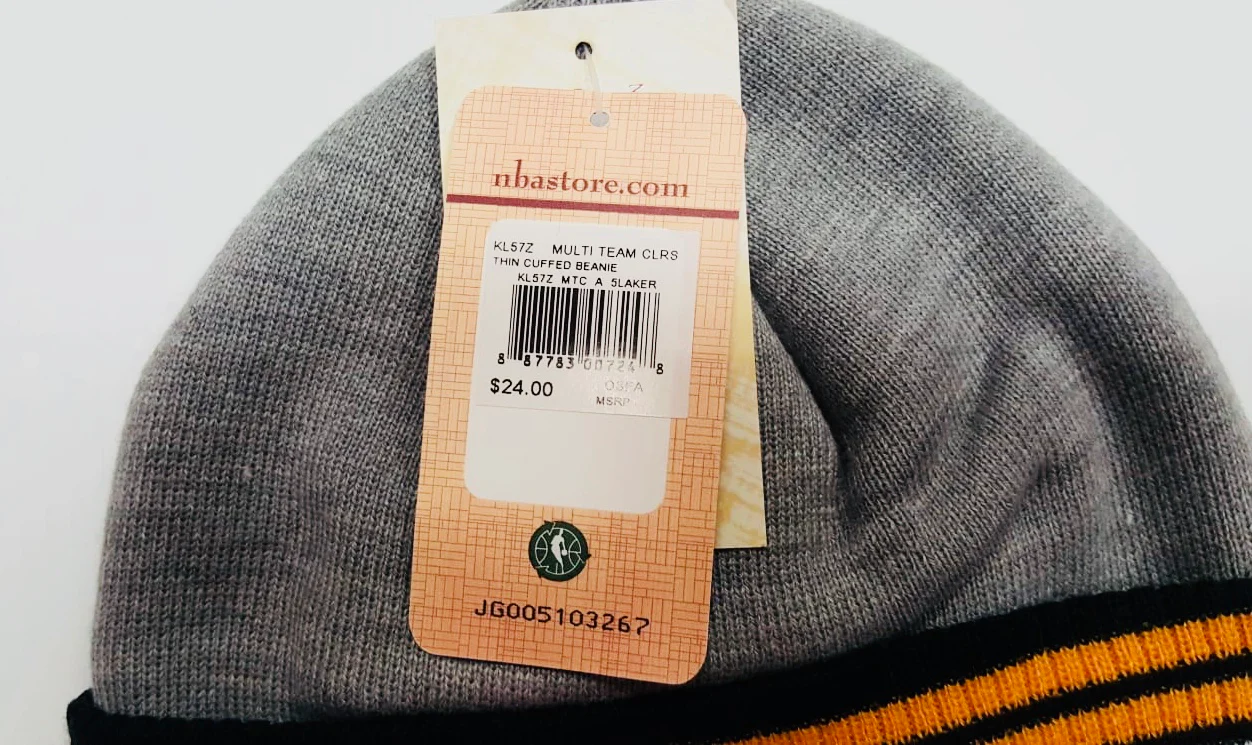 nbastore.com
KL57Z MULTI TEAM CLRS
THIN CUFFED BEANIE
KL57Z MTC A 5LAKER
8 87783 00724 8
$24.00 OSFA
MSRP
JG005103267